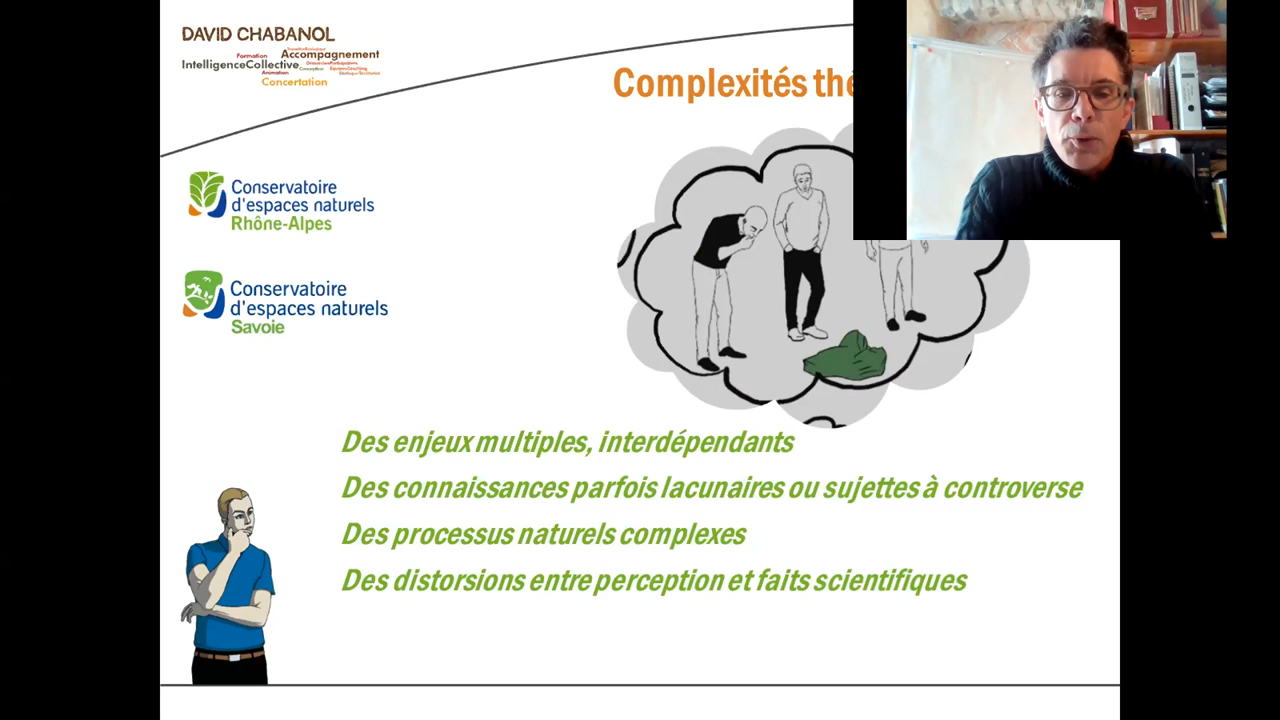 DAVID CHABANOL
Formation
Accompagnement
IntelligenceCollective
Conception
Animation
Concertation
Complexités thé
Conservatoire
d'espaces naturels
Rhône-Alpes
Conservatoire
d'espaces naturels
Savoie
Des enjeux multiples, interdépendants
Des connaissances parfois lacunaires ou sujettes à controverse
Des processus naturels complexes
Des distorsions entre perception et faits scientifiques